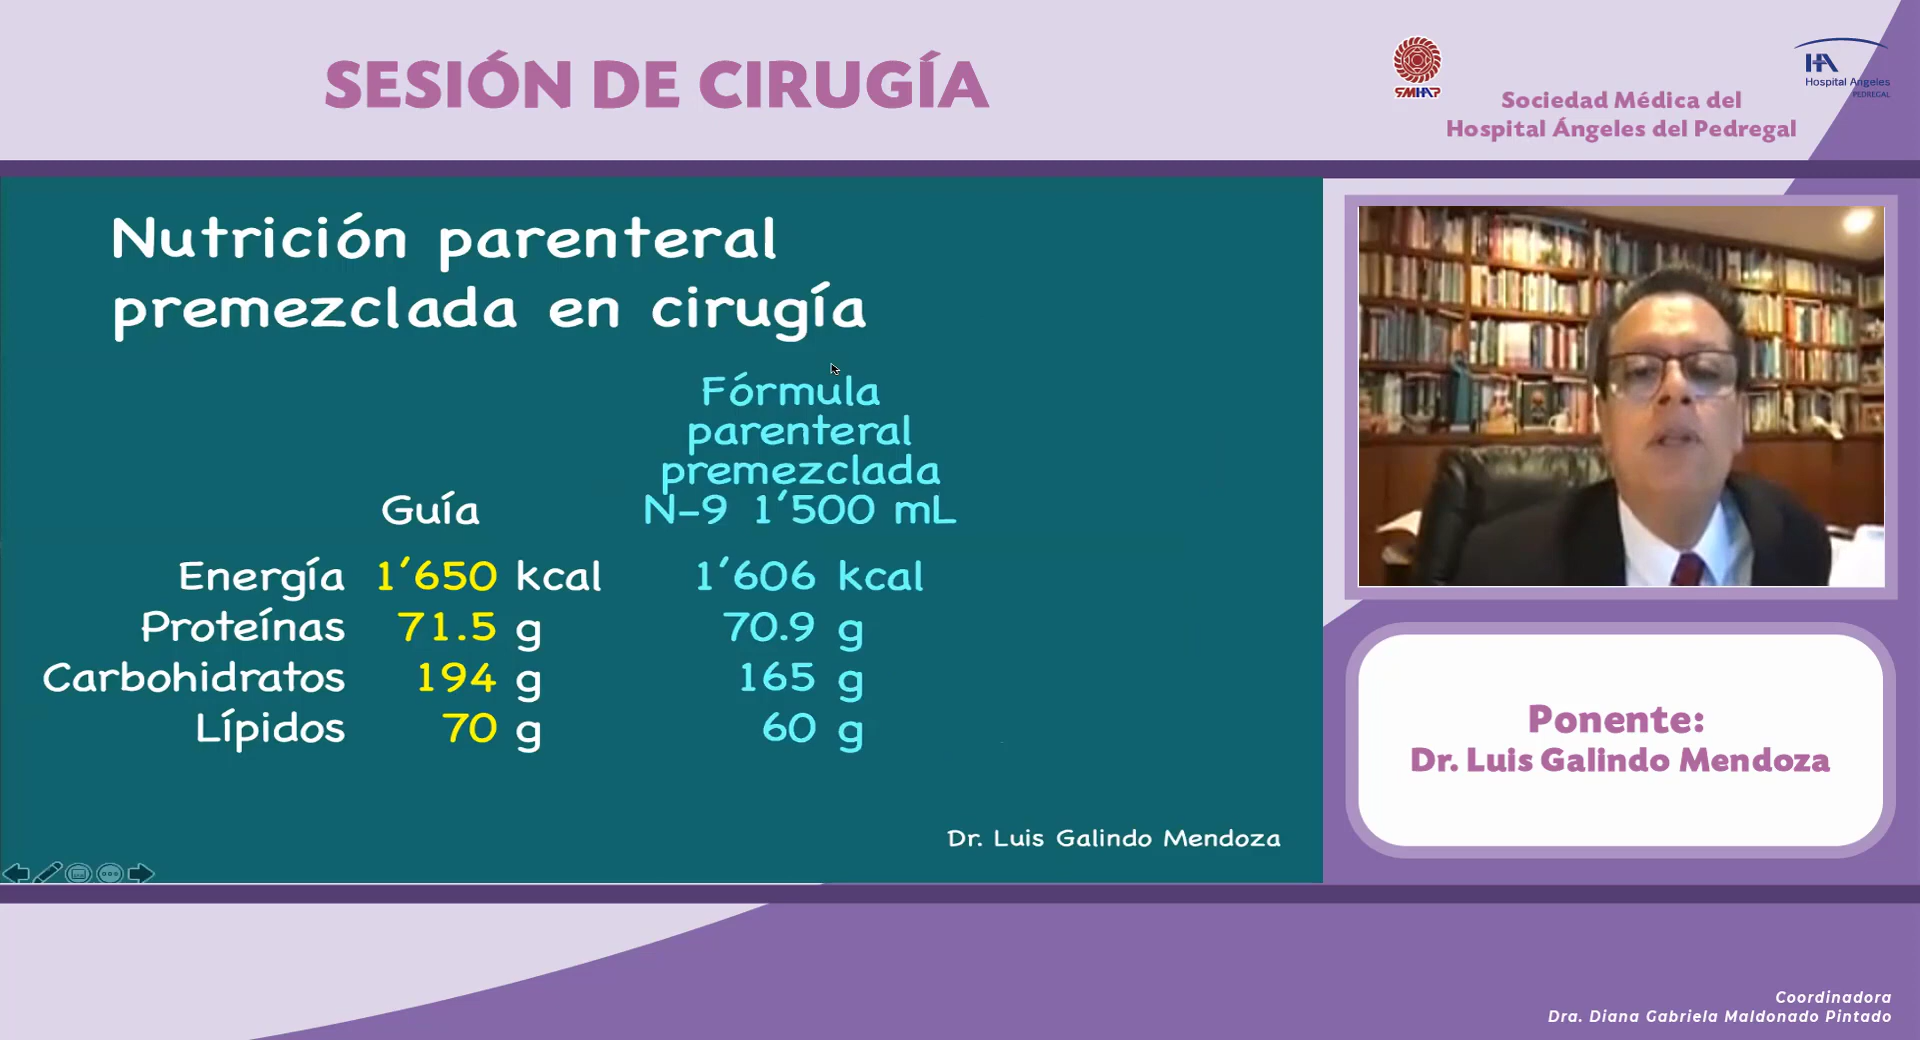 SESIÓN DE CIRUGÍA
SMHAP
Sociedad Médica del
Hospital Ángeles del Pedregal
HA
Hospital Angeles
PEDREGAL
Nutrición parenteral
premezclada en cirugía
Fórmula
parenteral
premezclada
Guía N-9 1’500 mL
Energía 1’650 kcal 1’606 kcal
Proteínas 71.5 g 70.9 g
Carbohidratos 194 g 165 g
Lípidos 70 g 60 g
Dr. Luis Galindo Mendoza
Ponente:
Dr. Luis Galindo Mendoza
Coordinadora
Dra. Diana Gabriela Maldonado Pintado